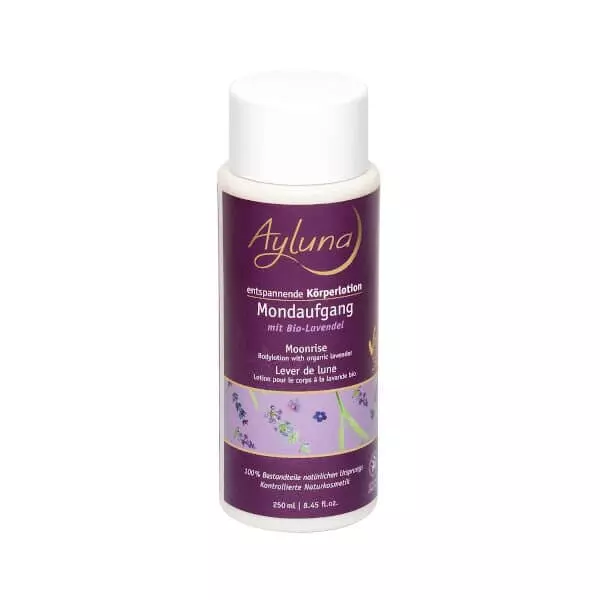 Ayluna
entspannende Körperlotion
Mondaufgang
mit Bio-Lavendel
Moonrise
Bodylotion with organic lavender
Lever de lune
Lotion pour le corps à la lavande bio
100% Bestandteile natürlichen Ursprungs
Kontrollierte Naturkosmetik
250 ml | 8.45 fl.oz.